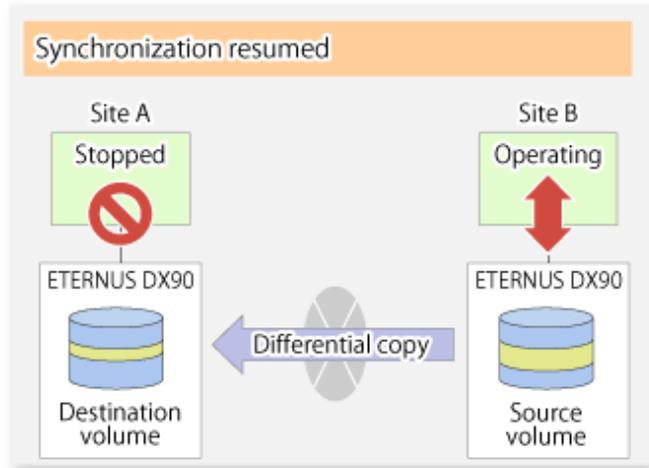 Synchronization resumed
Site A
Site B
Stopped
Operating
ETERNUS DX90
ETERNUS DX90
Differential copy
Destination
volume
Source
volume